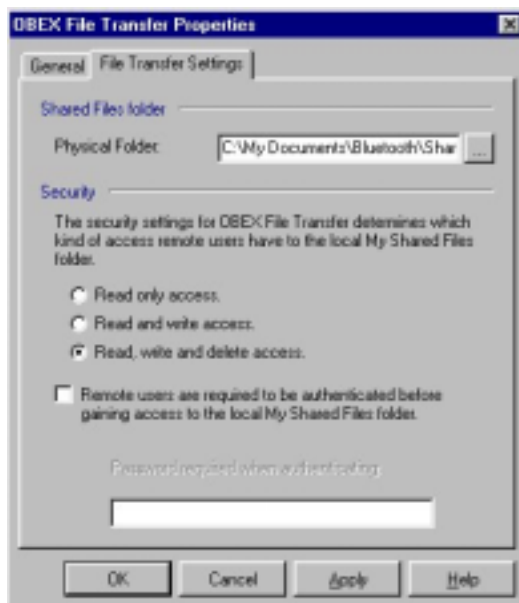 OBEX File Transfer Properties
General
File Transfer Settings
Shared Files folder
Physical Folder:
C:\My Documents\Bluetooth\Shar
...
Security
The security settings for OBEX File Transfer determines which
kind of access remote users have to the local My Shared Files
folder.
Read only access.
Read and write access.
Read, write and delete access.
Remote users are required to be authenticated before
gaining access to the local My Shared Files folder.
Password required when authenticating:
OK
Cancel
Apply
Help